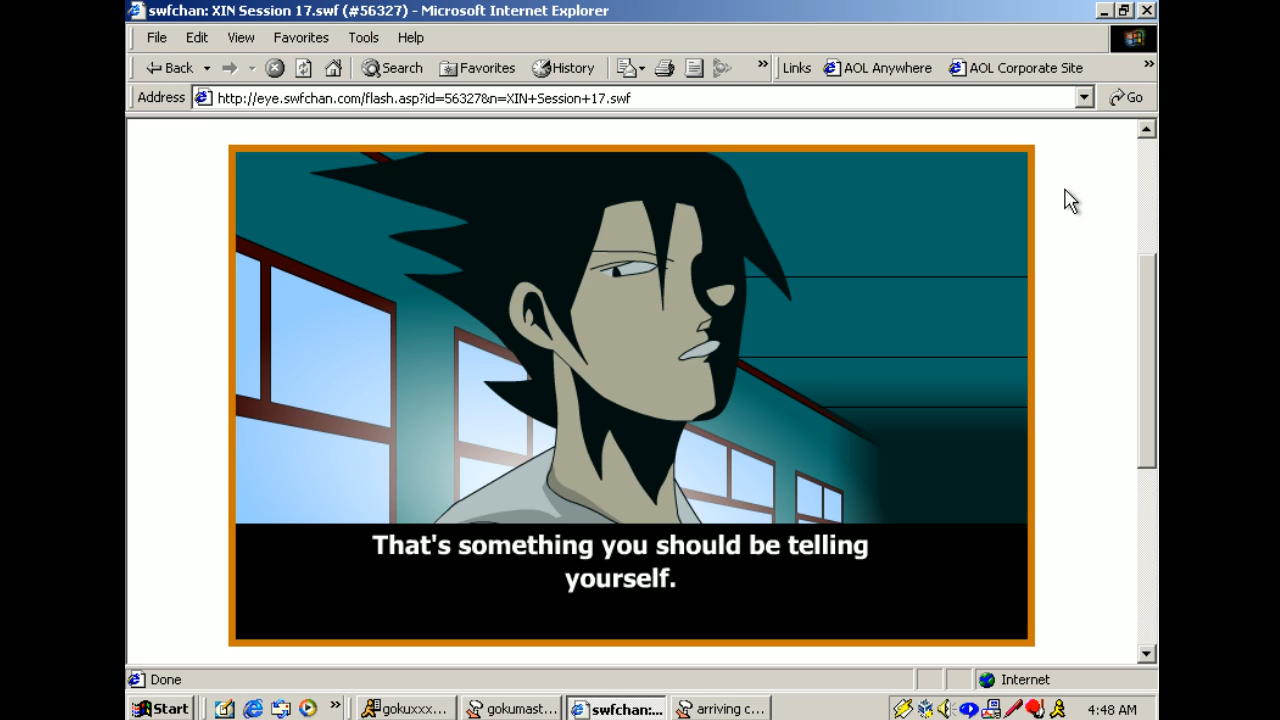 swfchan: XIN Session 17.swf (#56327) - Microsoft Internet Explorer
File Edit View Favorites Tools Help
Back Search Favorites History » Links AOL Anywhere AOL Corporate Site »
Address http://eye.swfchan.com/flash.asp?id=56327&n=XIN+Session+17.swf Go
That's something you should be telling
yourself.
Done Internet
Start » gokuxxx... gokumast... swfchan:... arriving c... 4:48 AM